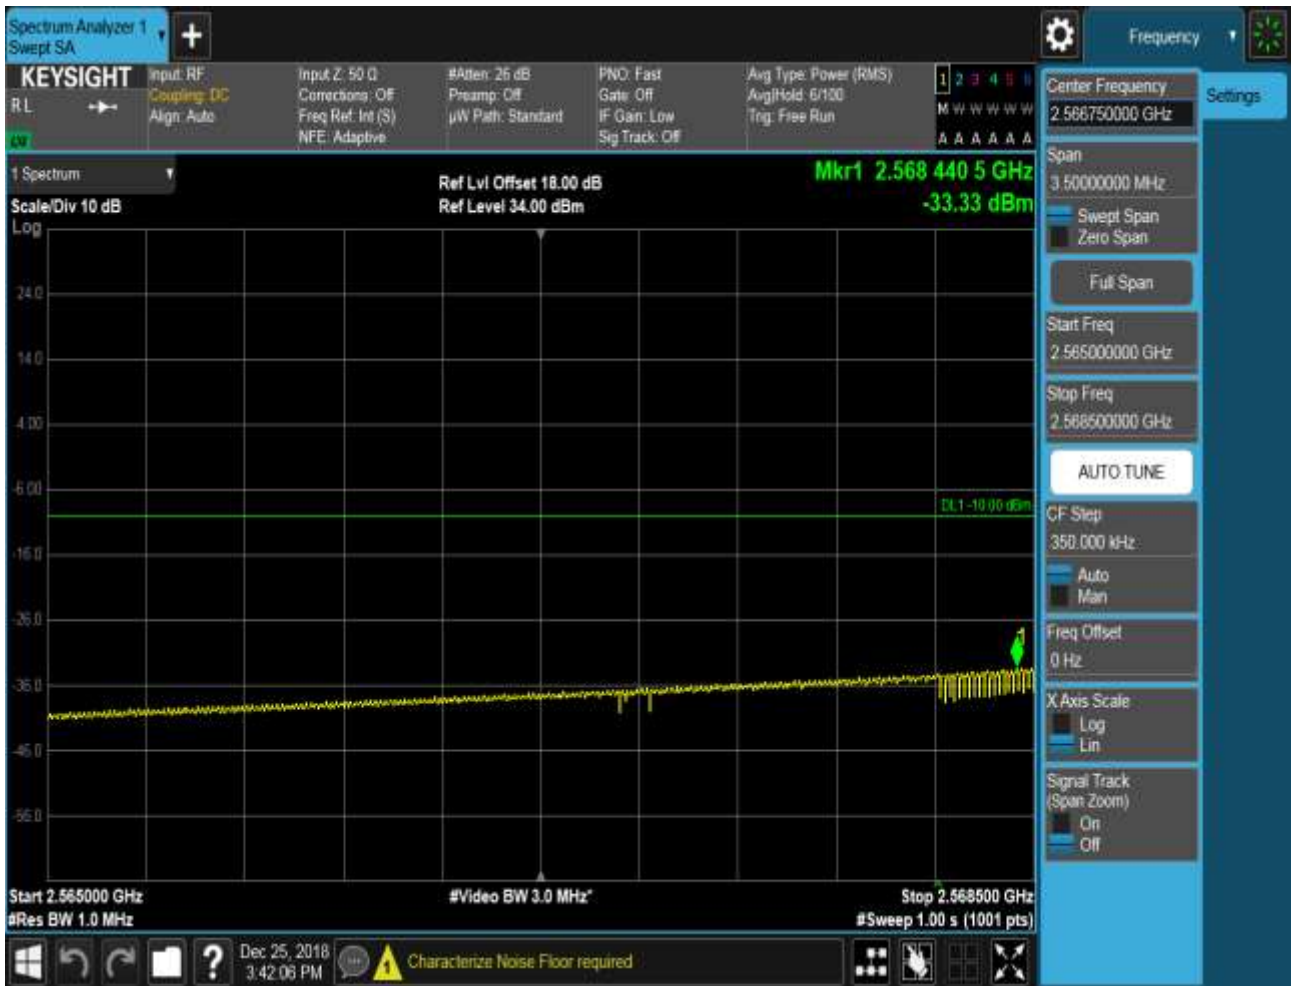 Spectrum Analyzer 1
Swept SA
Frequency
KEYSIGHT
R L
Input: RF
Coupling: DC
Align: Auto
Input Z: 50 Ω
Corrections: Off
Freq Ref: Int (S)
NFE: Adaptive
#Atten: 26 dB
Preamp: Off
µW Path: Standard
PNO: Fast
Gate: Off
IF Gain: Low
Sig Track: Off
Avg Type: Power (RMS)
Avg|Hold: 6/100
Trig: Free Run
1 2 3 4 5 6
M W W W W W
A A A A A A
1 Spectrum
Scale/Div 10 dB
Log
Ref Lvl Offset 18.00 dB
Ref Level 34.00 dBm
Mkr1 2.568 440 5 GHz
-33.33 dBm
24.0
14.0
4.00
-6.00
DL1 -10.00 dBm
-16.0
-26.0
1
-36.0
-46.0
-56.0
Start 2.565000 GHz
#Video BW 3.0 MHz*
Stop 2.568500 GHz
#Res BW 1.0 MHz
#Sweep 1.00 s (1001 pts)
Center Frequency
2.566750000 GHz
Settings
Span
3.50000000 MHz
Swept Span
Zero Span
Full Span
Start Freq
2.565000000 GHz
Stop Freq
2.568500000 GHz
AUTO TUNE
CF Step
350.000 kHz
Auto
Man
Freq Offset
0 Hz
X Axis Scale
Log
Lin
Signal Track
(Span Zoom)
On
Off
?
Dec 25, 2018
3:42:06 PM
1
Characterize Noise Floor required